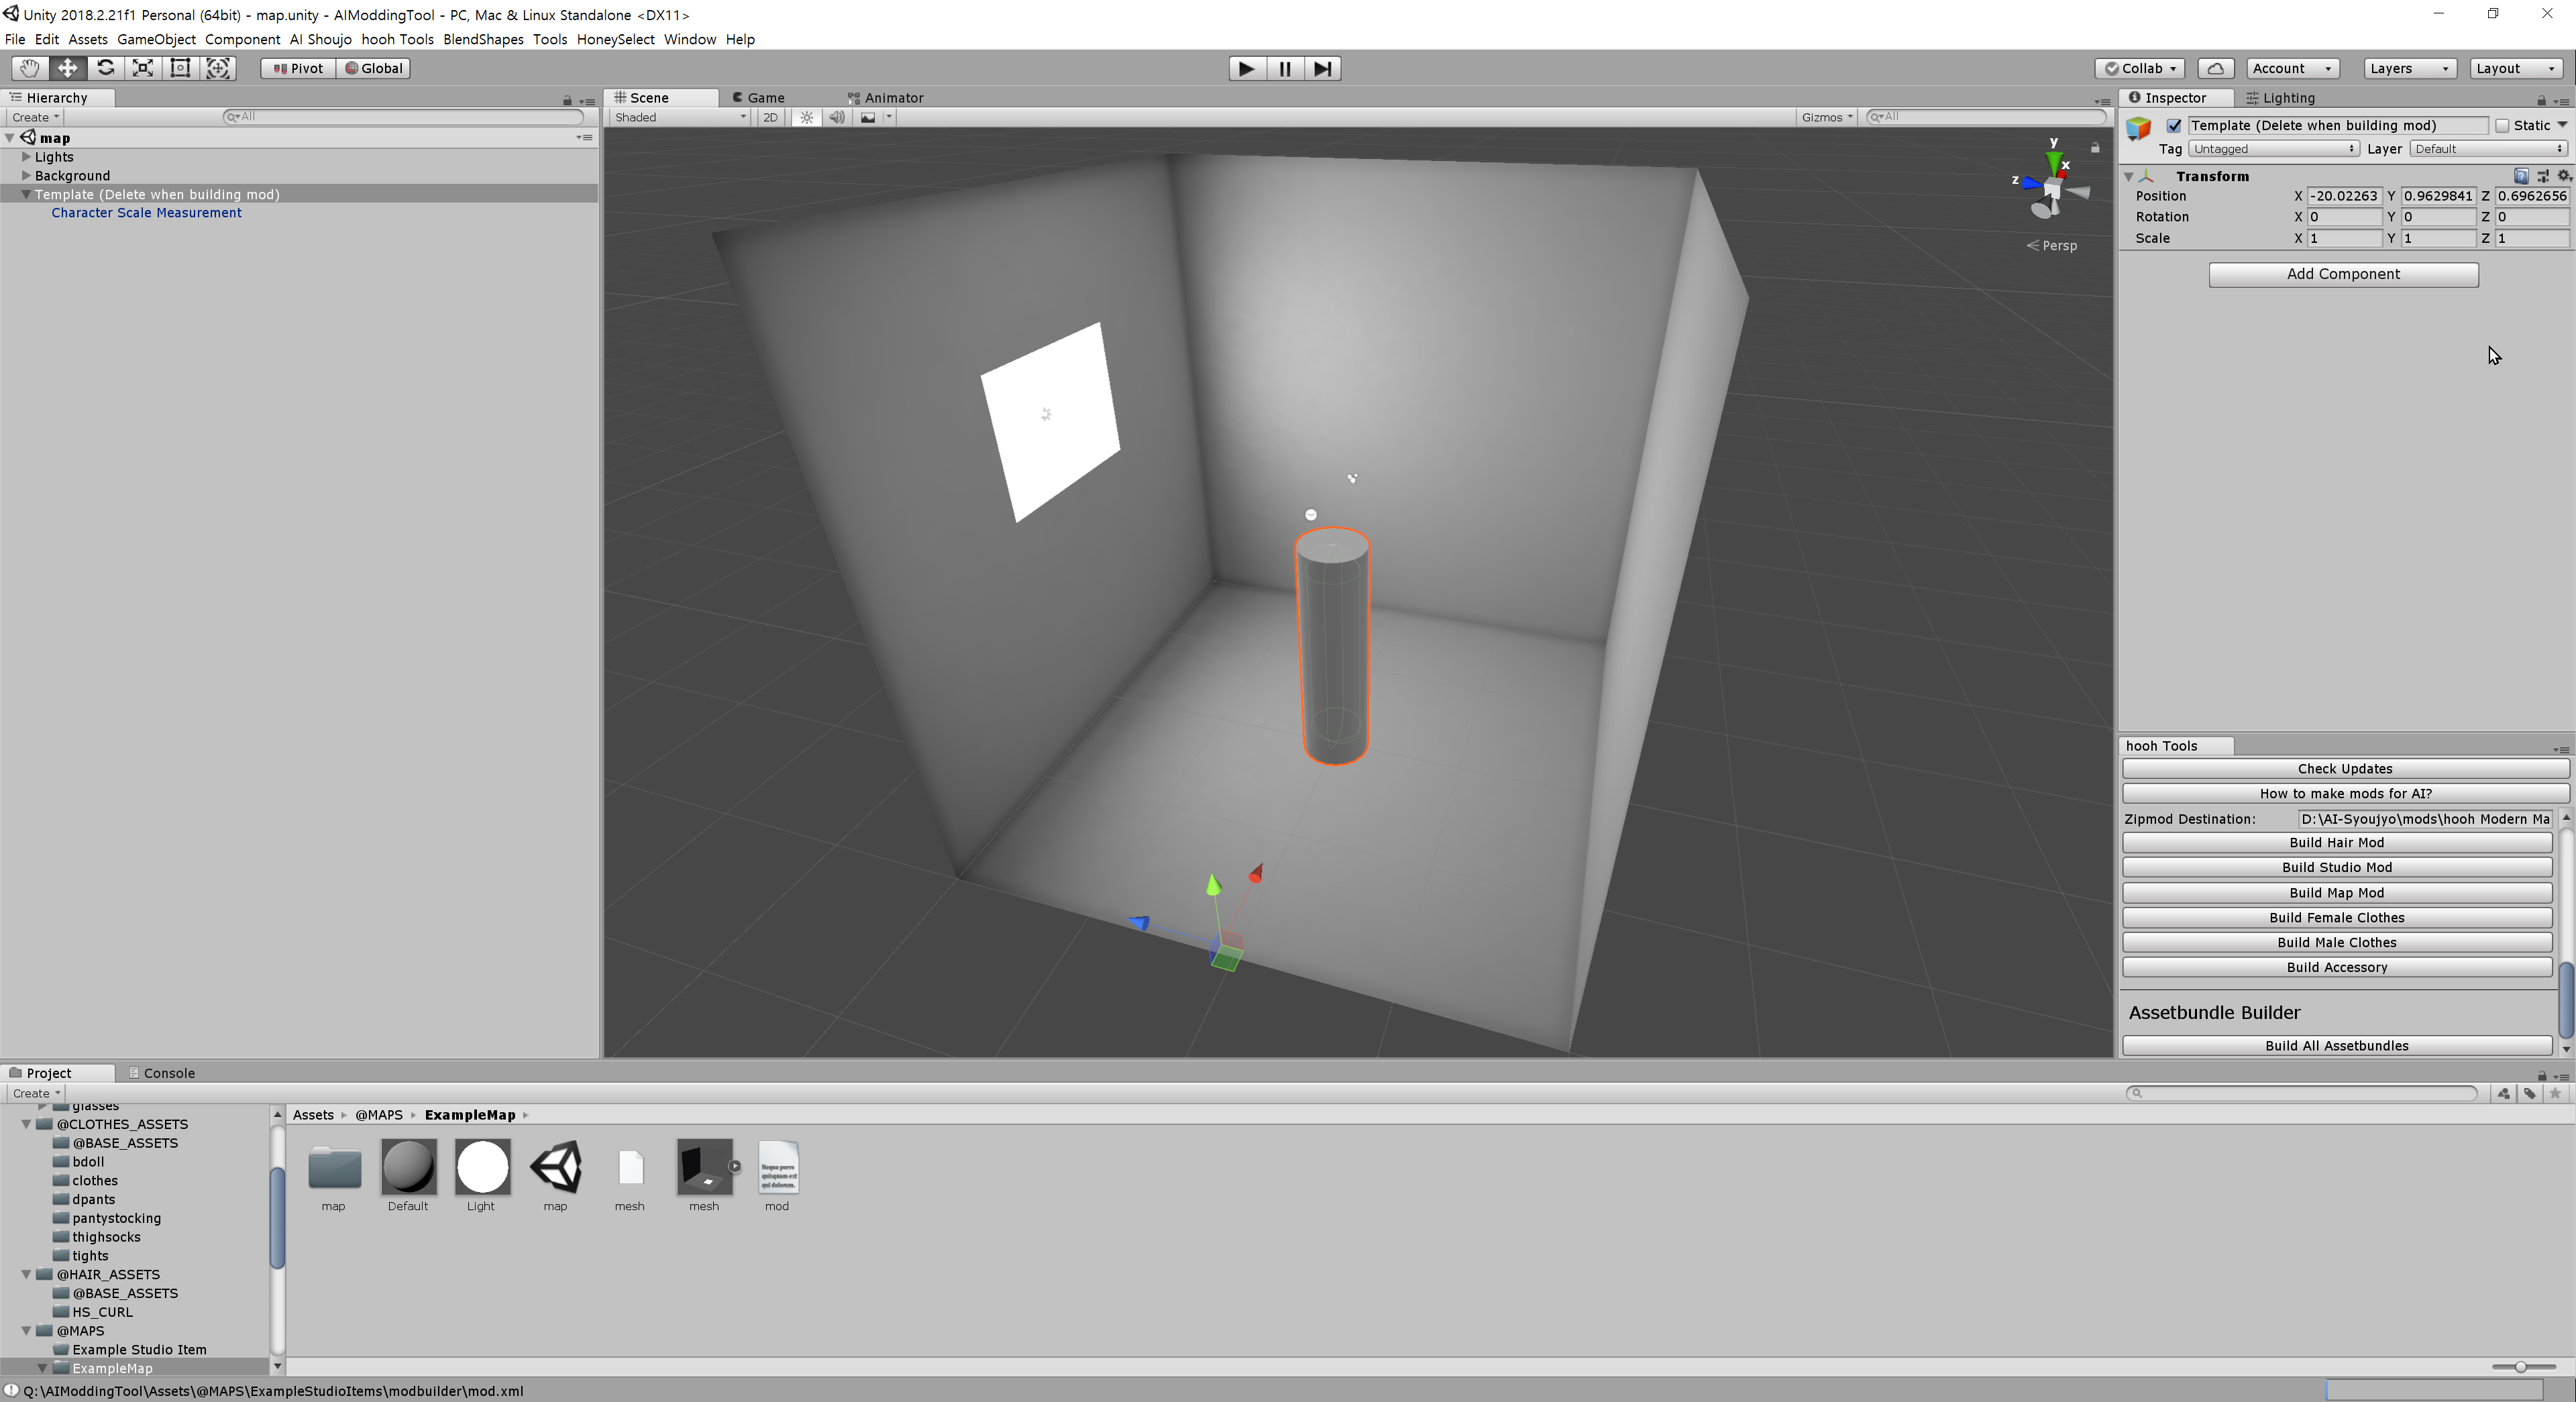 Unity 2018.2.21f1 Personal (64bit) - map.unity - AIModdingTool - PC, Mac & Linux Standalone <DX11>
File Edit Assets GameObject Component AI Shoujo hooh Tools BlendShapes Tools HoneySelect Window Help
Pivot Global Collab Account Layers Layout
Hierarchy
Create All
map
Lights
Background
Template (Delete when building mod)
Character Scale Measurement
Scene Game Animator
Shaded 2D Gizmos All
y
x
z
Persp
Inspector Lighting
Template (Delete when building mod) Static
Tag Untagged Layer Default
Transform
Position X -20.02263 Y 0.9629841 Z 0.6962656
Rotation X 0 Y 0 Z 0
Scale X 1 Y 1 Z 1
Add Component
hooh Tools
Check Updates
How to make mods for AI?
Zipmod Destination: D:\AI-Syoujyo\mods\hooh Modern Ma
Build Hair Mod
Build Studio Mod
Build Map Mod
Build Female Clothes
Build Male Clothes
Build Accessory
Assetbundle Builder
Build All Assetbundles
Project Console
Create
glasses
@CLOTHES_ASSETS
@BASE_ASSETS
bdoll
clothes
dpants
pantystocking
thighsocks
tights
@HAIR_ASSETS
@BASE_ASSETS
HS_CURL
@MAPS
Example Studio Item
ExampleMap
Assets @MAPS ExampleMap
Neque porro
quisquam est
qui dolorem.
map Default Light map mesh mesh mod
Q:\AIModdingTool\Assets\@MAPS\ExampleStudioItems\modbuilder\mod.xml